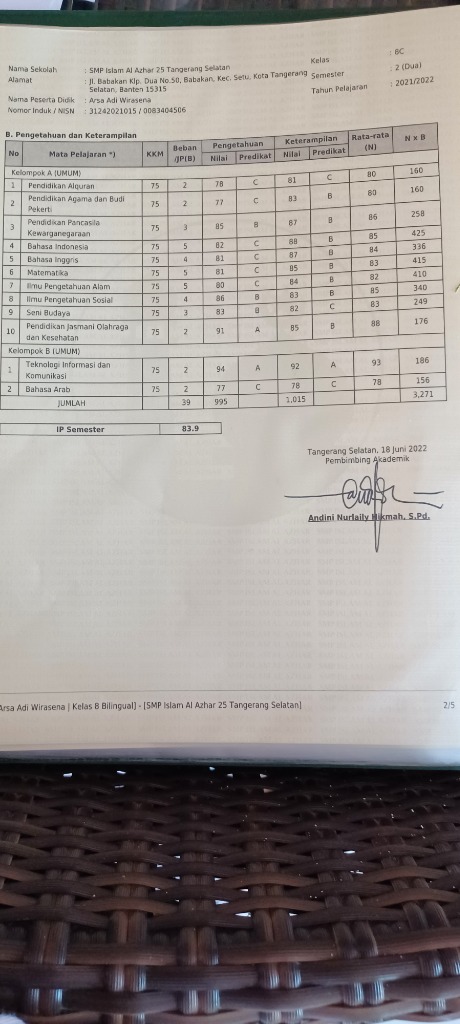 Nama Sekolah : SMP Islam Al Azhar 25 Tangerang Selatan Kelas : 8C
Alamat : Jl. Babakan Klp. Dua No.50, Babakan, Kec. Setu, Kota Tangerang Semester : 2 (Dua)
Selatan, Banten 15315 Tahun Pelajaran : 2021/2022
Nama Peserta Didik : Arsa Adi Wirasena
Nomor Induk / NISN : 31242021015 / 0083404506
B. Pengetahuan dan Keterampilan
No Mata Pelajaran *) KKM Beban /JP(B) Pengetahuan Keterampilan Rata-rata (N) N x B
Nilai Predikat Nilai Predikat
Kelompok A (UMUM)
1 Pendidikan Alquran 75 2 78 C 81 C 80 160
2 Pendidikan Agama dan Budi Pekerti 75 2 77 C 83 B 80 160
3 Pendidikan Pancasila Kewarganegaraan 75 3 85 B 87 B 86 258
4 Bahasa Indonesia 75 5 82 C 88 B 85 425
5 Bahasa Inggris 75 4 81 C 87 B 84 336
6 Matematika 75 5 81 C 85 B 83 415
7 Ilmu Pengetahuan Alam 75 5 80 C 84 B 82 410
8 Ilmu Pengetahuan Sosial 75 4 86 B 83 B 85 340
9 Seni Budaya 75 3 83 B 82 C 83 249
10 Pendidikan Jasmani Olahraga dan Kesehatan 75 2 91 A 85 B 88 176
Kelompok B (UMUM)
1 Teknologi Informasi dan Komunikasi 75 2 94 A 92 A 93 186
2 Bahasa Arab 75 2 77 C 78 C 78 156
JUMLAH 39 995 1,015 3,271
IP Semester 83.9
Tangerang Selatan, 18 Juni 2022
Pembimbing Akademik
Andini Nurlaily Hikmah, S.Pd.
Arsa Adi Wirasena | Kelas 8 Bilingual] - [SMP Islam Al Azhar 25 Tangerang Selatan] 2/5